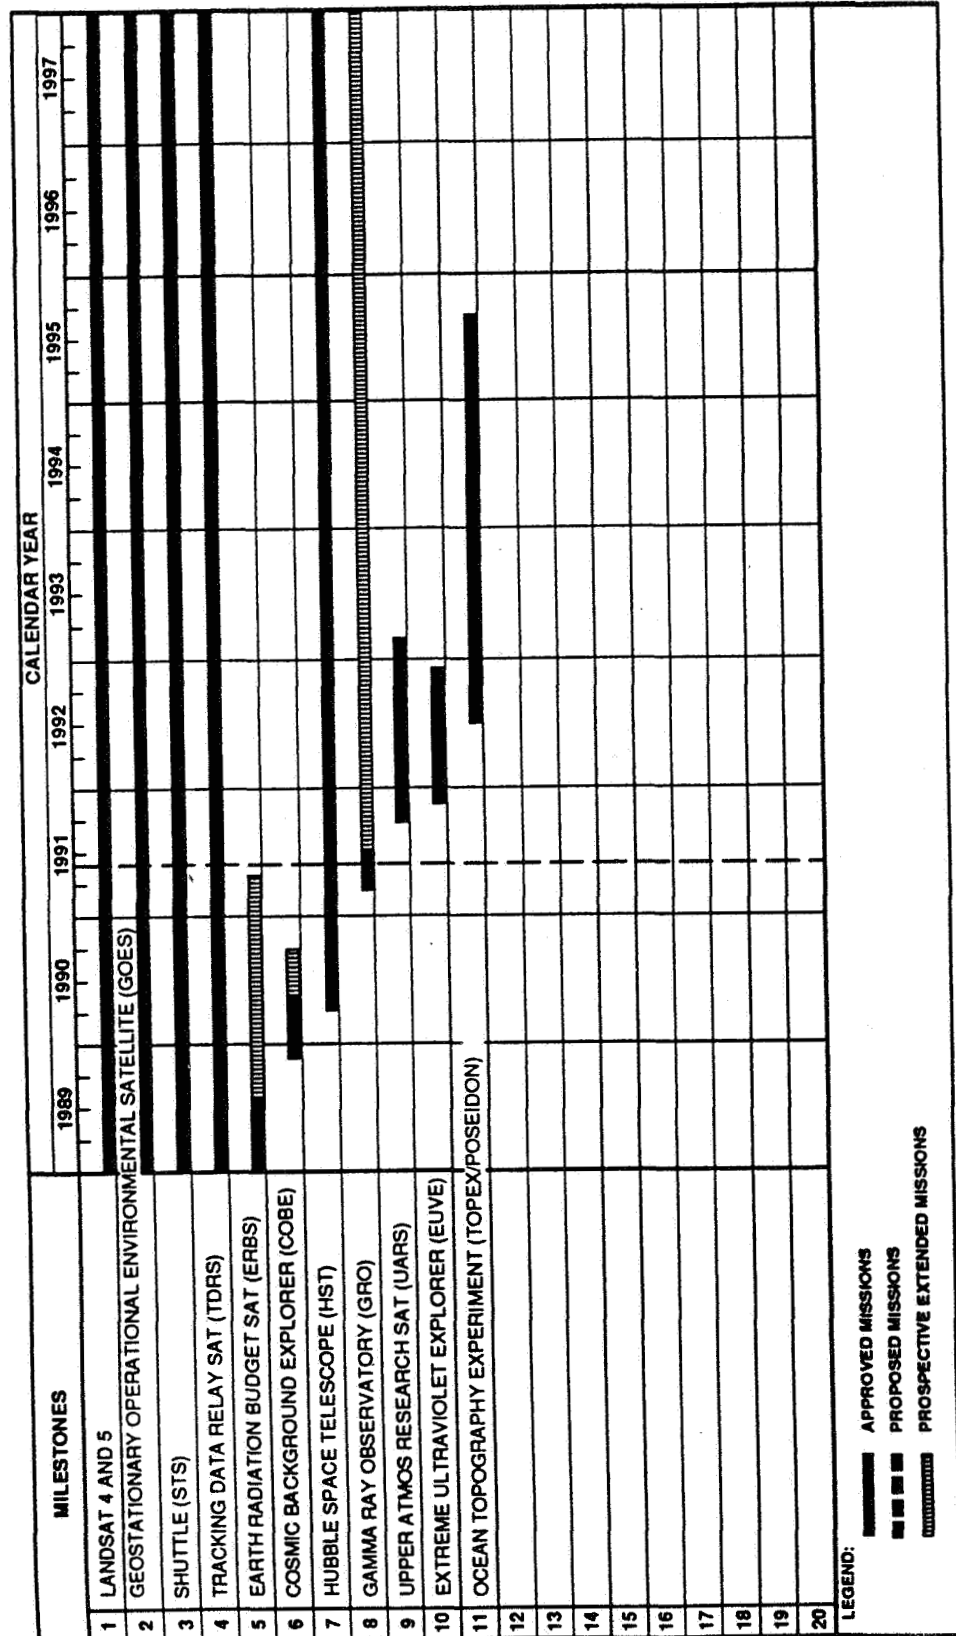 MILESTONES
CALENDAR YEAR
1989 1990 1991 1992 1993 1994 1995 1996 1997
1 LANDSAT 4 AND 5
2 GEOSTATIONARY OPERATIONAL ENVIRONMENTAL SATELLITE (GOES)
3 SHUTTLE (STS)
4 TRACKING DATA RELAY SAT (TDRS)
5 EARTH RADIATION BUDGET SAT (ERBS)
6 COSMIC BACKGROUND EXPLORER (COBE)
7 HUBBLE SPACE TELESCOPE (HST)
8 GAMMA RAY OBSERVATORY (GRO)
9 UPPER ATMOS RESEARCH SAT (UARS)
10 EXTREME ULTRAVIOLET EXPLORER (EUVE)
11 OCEAN TOPOGRAPHY EXPERIMENT (TOPEX/POSEIDON)
12
13
14
15
16
17
18
19
20
LEGEND:
APPROVED MISSIONS
PROPOSED MISSIONS
PROSPECTIVE EXTENDED MISSIONS